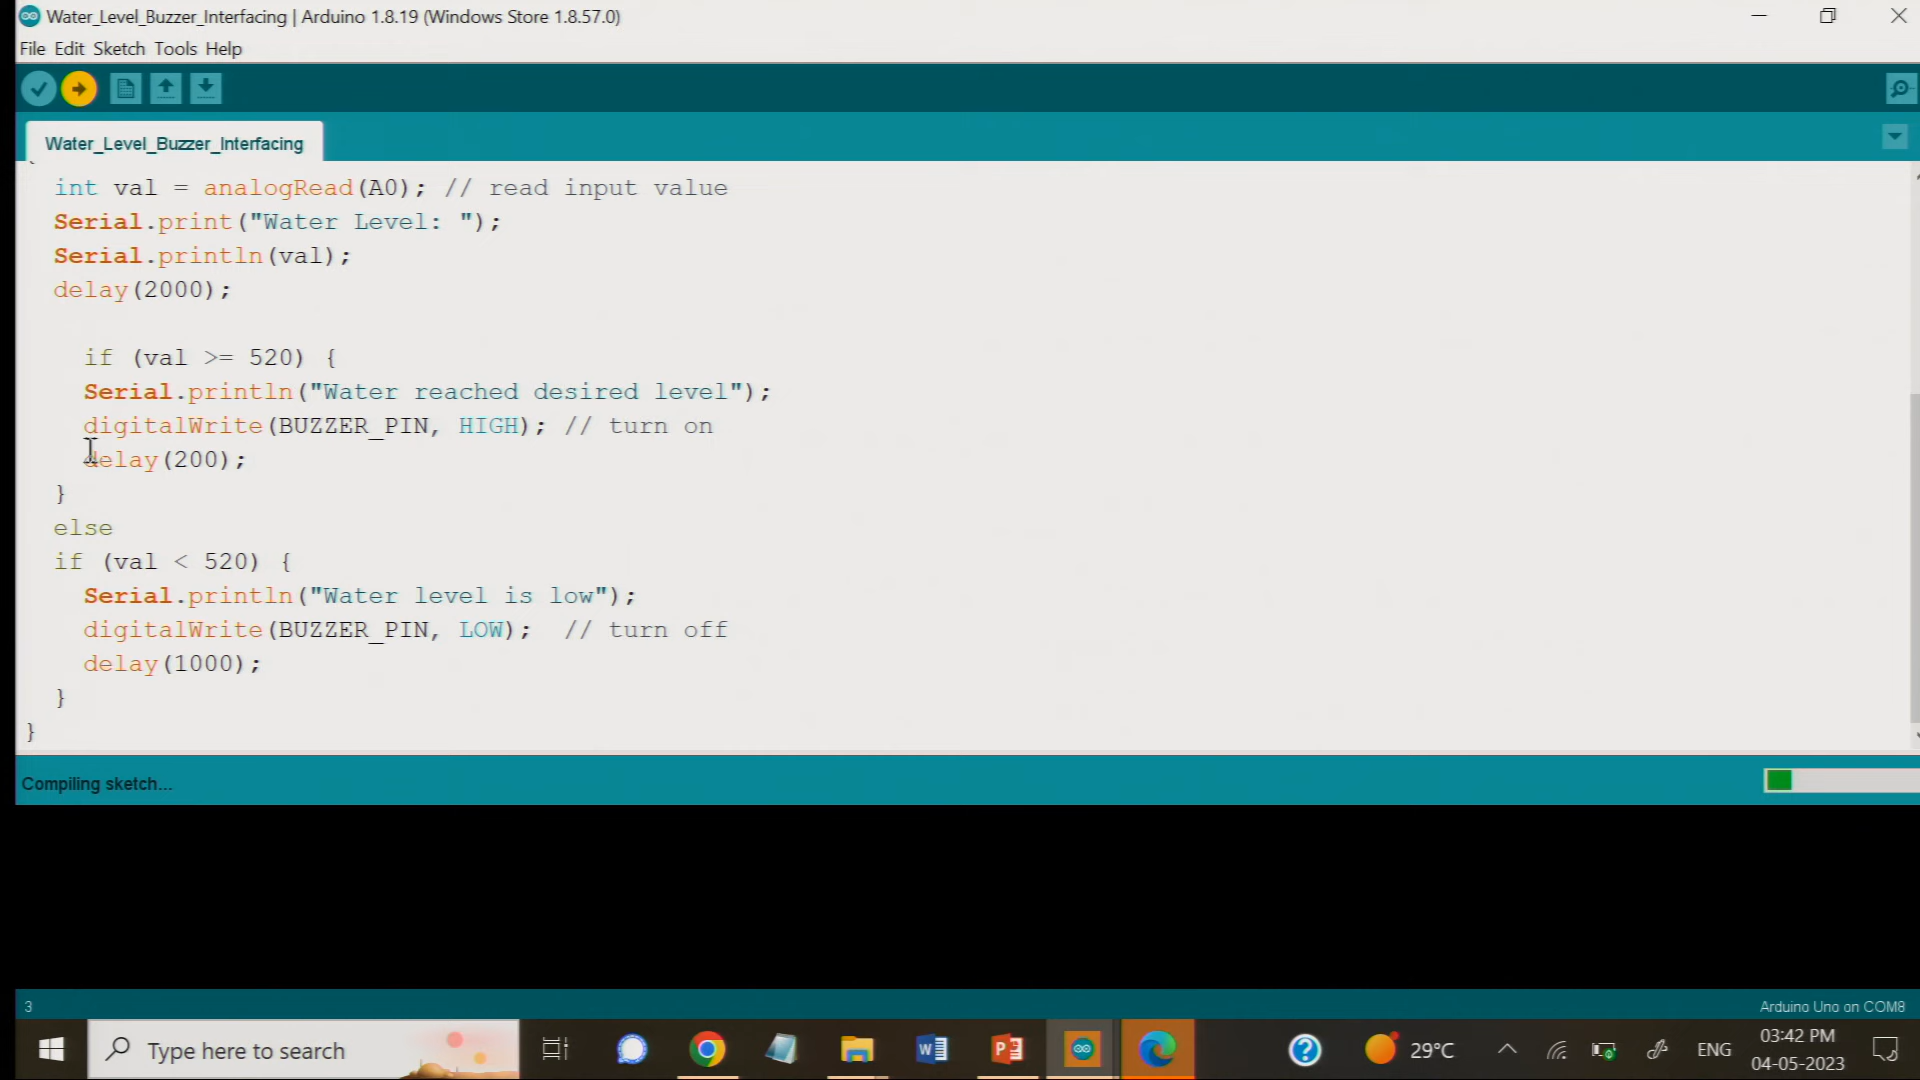 Water_Level_Buzzer_Interfacing | Arduino 1.8.19 (Windows Store 1.8.57.0)
File Edit Sketch Tools Help
Water_Level_Buzzer_Interfacing
int val = analogRead(A0); // read input value
Serial.print("Water Level: ");
Serial.println(val);
delay(2000);
if (val >= 520) {
Serial.println("Water reached desired level");
digitalWrite(BUZZER_PIN, HIGH); // turn on
delay(200);
}
else
if (val < 520) {
Serial.println("Water level is low");
digitalWrite(BUZZER_PIN, LOW);  // turn off
delay(1000);
}
}
Compiling sketch...
3
Arduino Uno on COM8
Type here to search
29°C
ENG
03:42 PM
04-05-2023